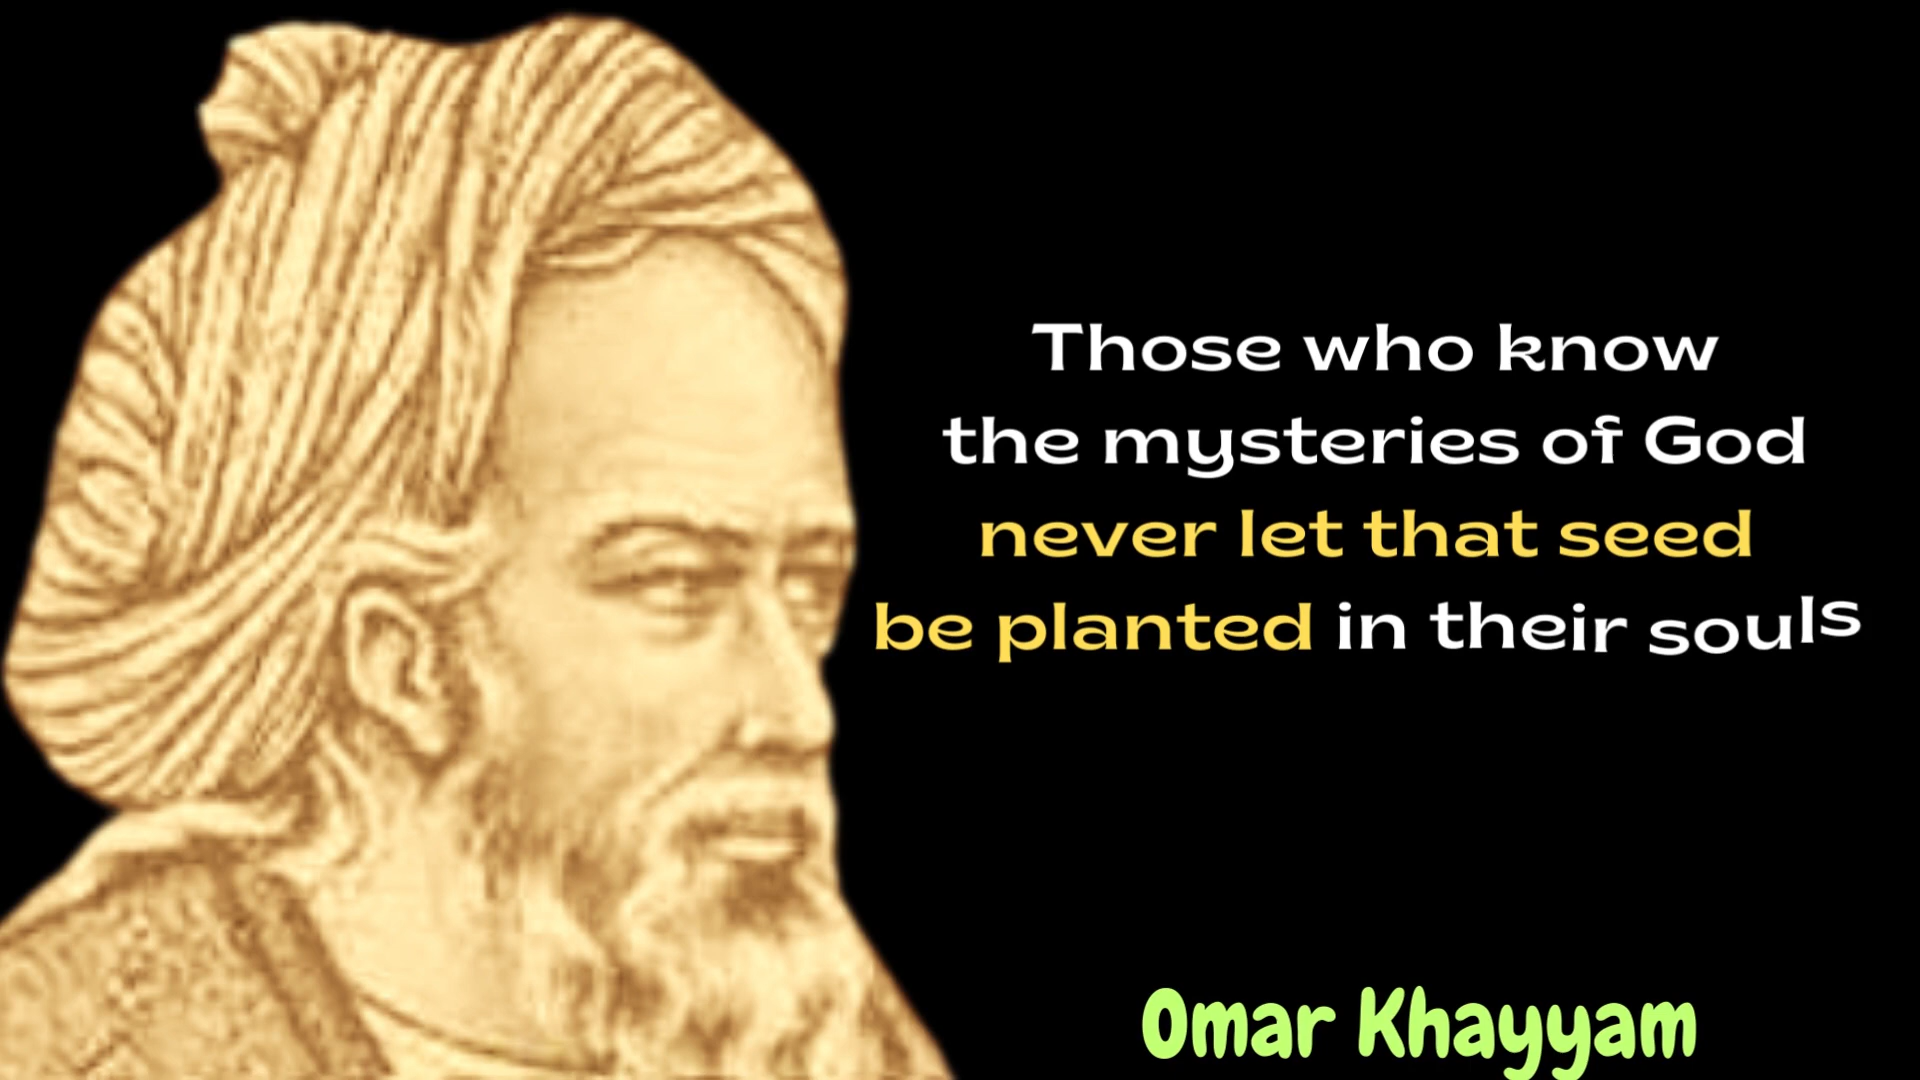 Those who know
the mysteries of God
never let that seed
be planted in their souls
Omar Khayyam